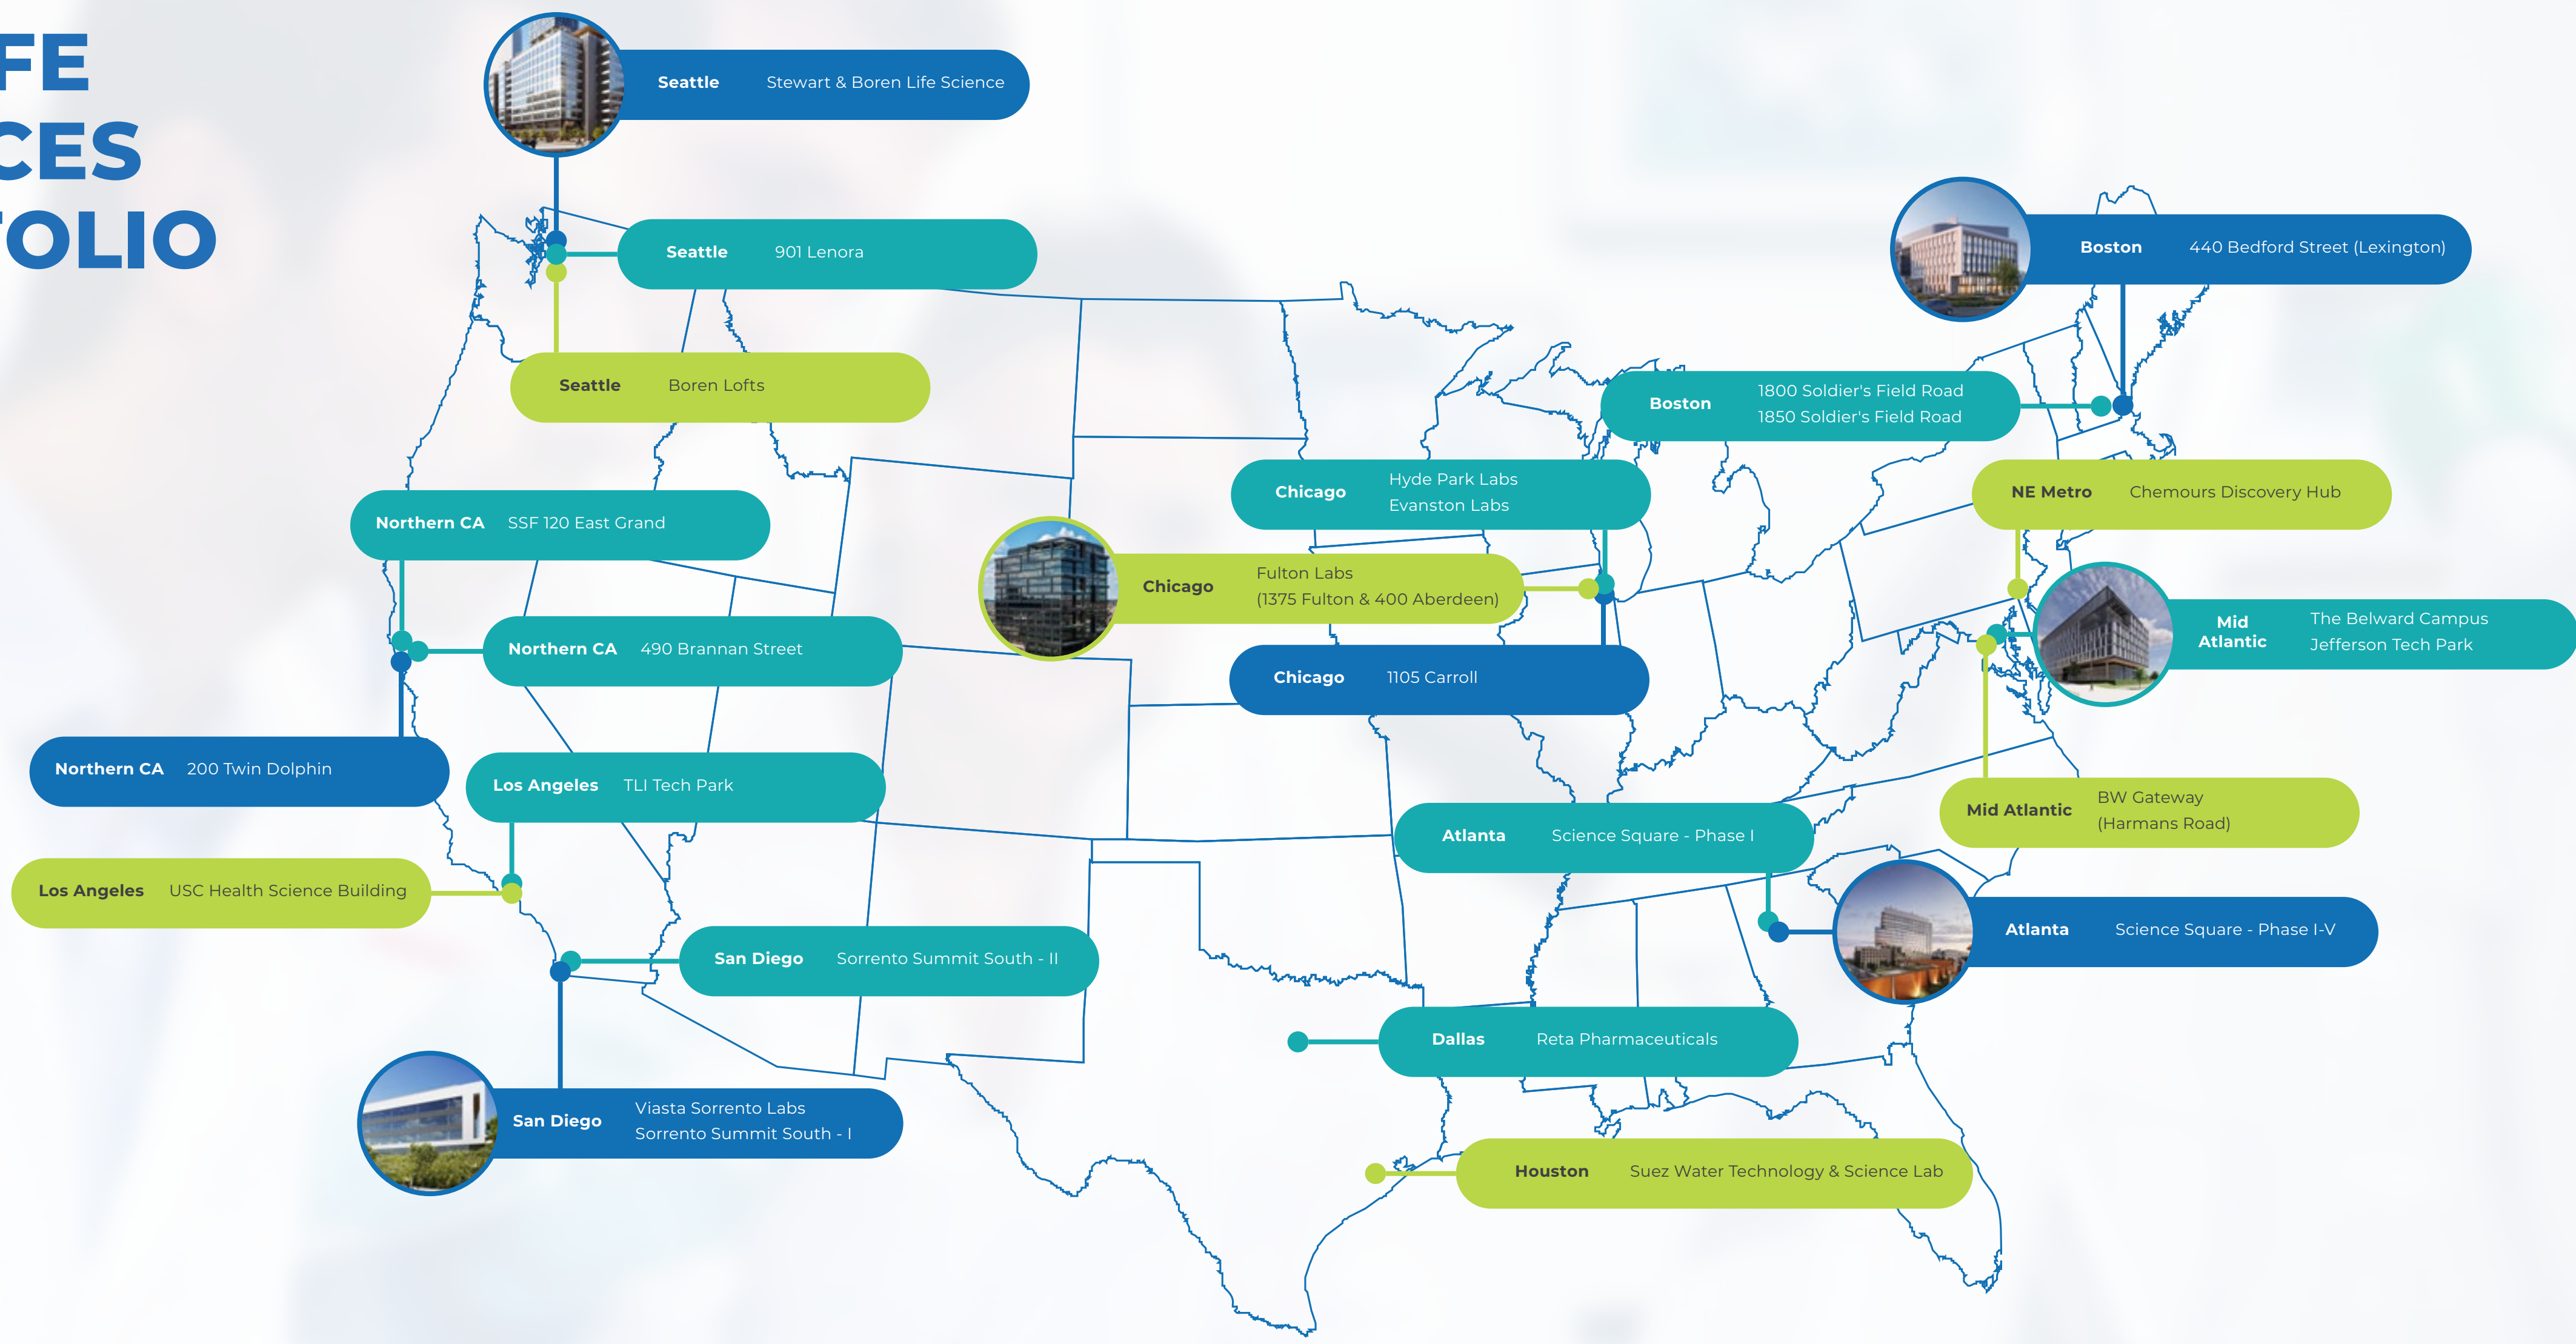 FE
CES
FOLIO
Seattle Stewart & Boren Life Science
Seattle 901 Lenora
Seattle Boren Lofts
Boston 440 Bedford Street (Lexington)
Boston
1800 Soldier's Field Road
1850 Soldier's Field Road
Chicago
Hyde Park Labs
Evanston Labs
NE Metro Chemours Discovery Hub
Northern CA SSF 120 East Grand
Chicago
Fulton Labs
(1375 Fulton & 400 Aberdeen)
Mid
Atlantic
The Belward Campus
Jefferson Tech Park
Northern CA 490 Brannan Street
Chicago 1105 Carroll
Northern CA 200 Twin Dolphin
Los Angeles TLI Tech Park
Mid Atlantic
BW Gateway
(Harmans Road)
Atlanta Science Square - Phase I
Los Angeles USC Health Science Building
Atlanta Science Square - Phase I-V
San Diego Sorrento Summit South - II
Dallas Reta Pharmaceuticals
San Diego
Viasta Sorrento Labs
Sorrento Summit South - I
Houston Suez Water Technology & Science Lab